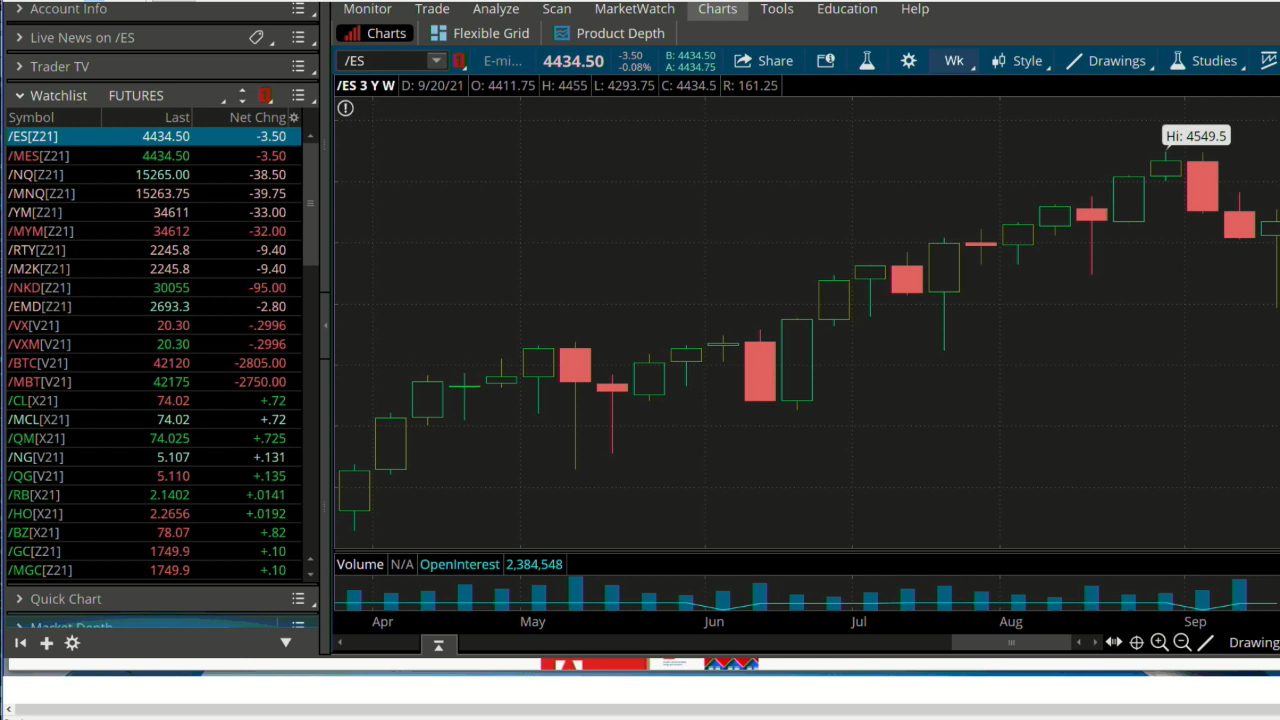 Account Info
Monitor Trade Analyze Scan MarketWatch Charts Tools Education Help
Live News on /ES
Charts Flexible Grid Product Depth
Trader TV
/ES 1 E-mi... 4434.50 -3.50 -0.08% B: 4434.50 A: 4434.75 Share Wk Style Drawings Studies
/ES 3 Y W D: 9/20/21 O: 4411.75 H: 4455 L: 4293.75 C: 4434.5 R: 161.25
Watchlist FUTURES 1
Symbol Last Net Chng
/ES[Z21] 4434.50 -3.50
/MES[Z21] 4434.50 -3.50
/NQ[Z21] 15265.00 -38.50
/MNQ[Z21] 15263.75 -39.75
/YM[Z21] 34611 -33.00
/MYM[Z21] 34612 -32.00
/RTY[Z21] 2245.8 -9.40
/M2K[Z21] 2245.8 -9.40
/NKD[Z21] 30055 -95.00
/EMD[Z21] 2693.3 -2.80
/VX[V21] 20.30 -.2996
/VXM[V21] 20.30 -.2996
/BTC[V21] 42120 -2805.00
/MBT[V21] 42175 -2750.00
/CL[X21] 74.02 +.72
/MCL[X21] 74.02 +.72
/QM[X21] 74.025 +.725
/NG[V21] 5.107 +.131
/QG[V21] 5.110 +.135
/RB[X21] 2.1402 +.0141
/HO[X21] 2.2656 +.0192
/BZ[X21] 78.07 +.82
/GC[Z21] 1749.9 +.10
/MGC[Z21] 1749.9 +.10
Quick Chart
Market Depth
Hi: 4549.5
Volume N/A OpenInterest 2,384,548
Apr May Jun Jul Aug Sep
Drawing